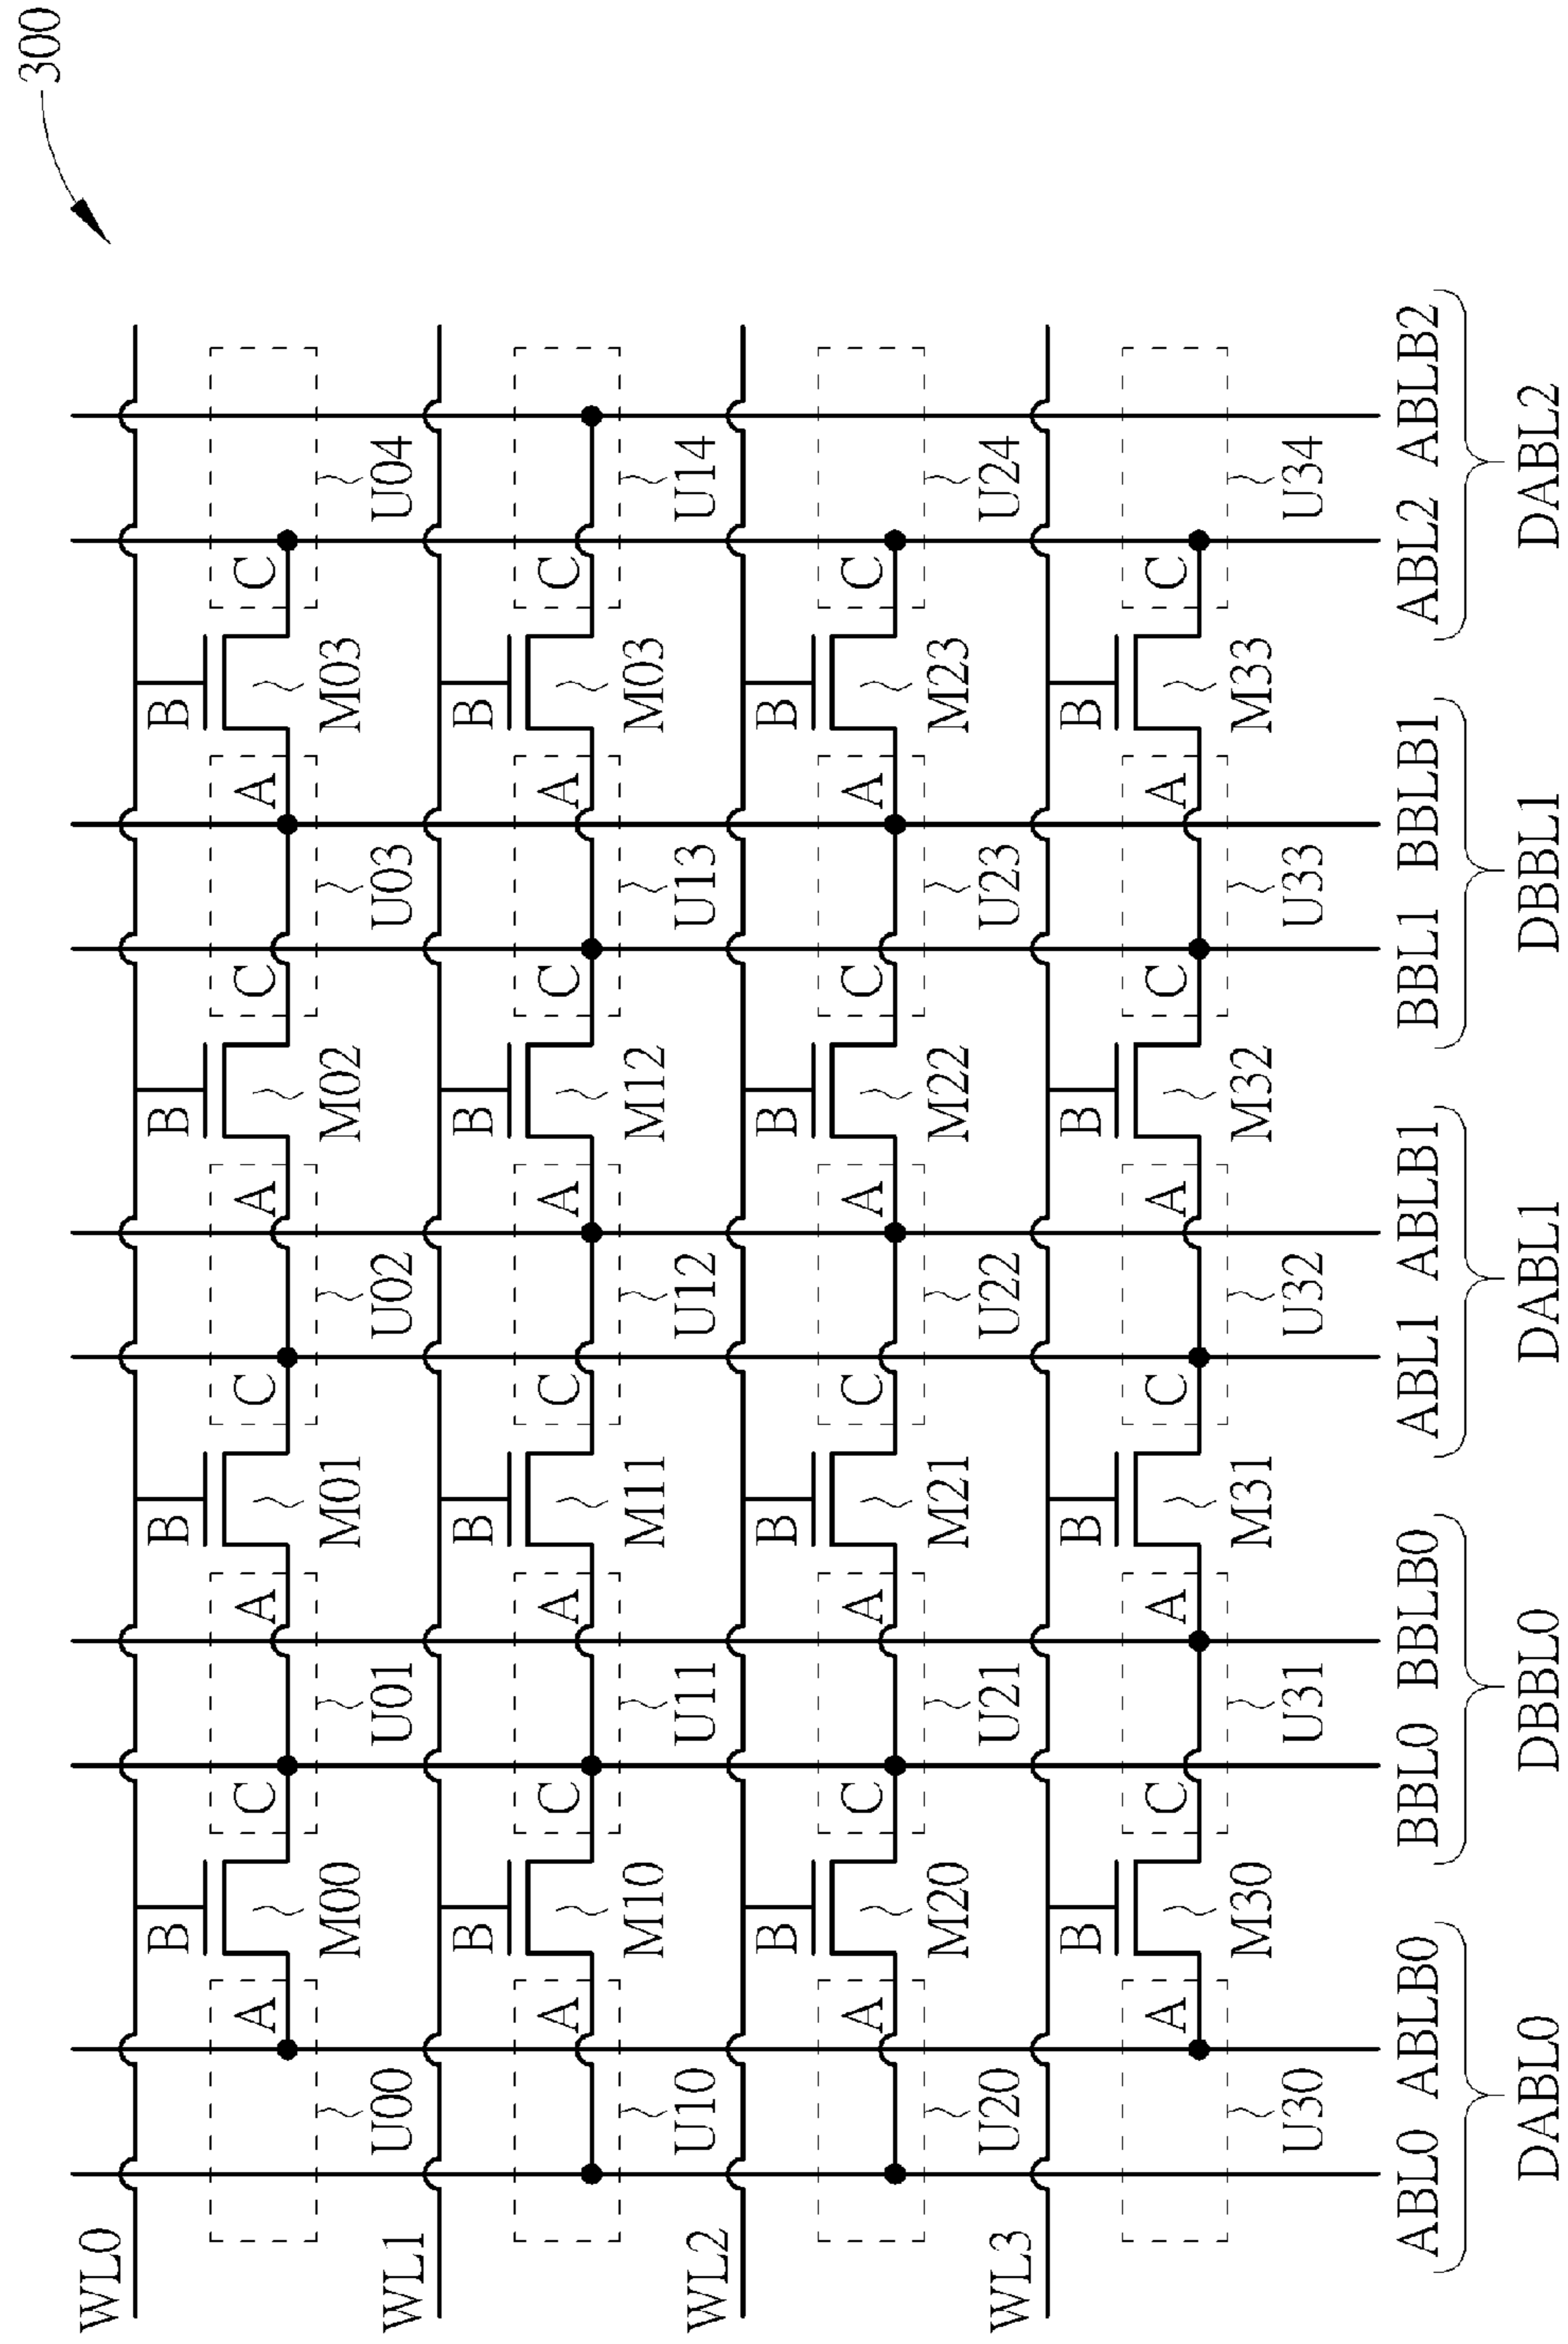 300
WL0
B B B B
A C A C A C A C
M00 M01 M02 M03
U00 U01 U02 U03 U04
WL1
B B B B
A C A C A C A C
M10 M11 M12 M03
U10 U11 U12 U13 U14
WL2
B B B B
A C A C A C A C
M20 M21 M22 M23
U20 U21 U22 U23 U24
WL3
B B B B
A C A C A C A C
M30 M31 M32 M33
U30 U31 U32 U33 U34
ABL0 ABLB0 BBL0 BBLB0 ABL1 ABLB1 BBL1 BBLB1 ABL2 ABLB2
DABL0 DBBL0 DABL1 DBBL1 DABL2